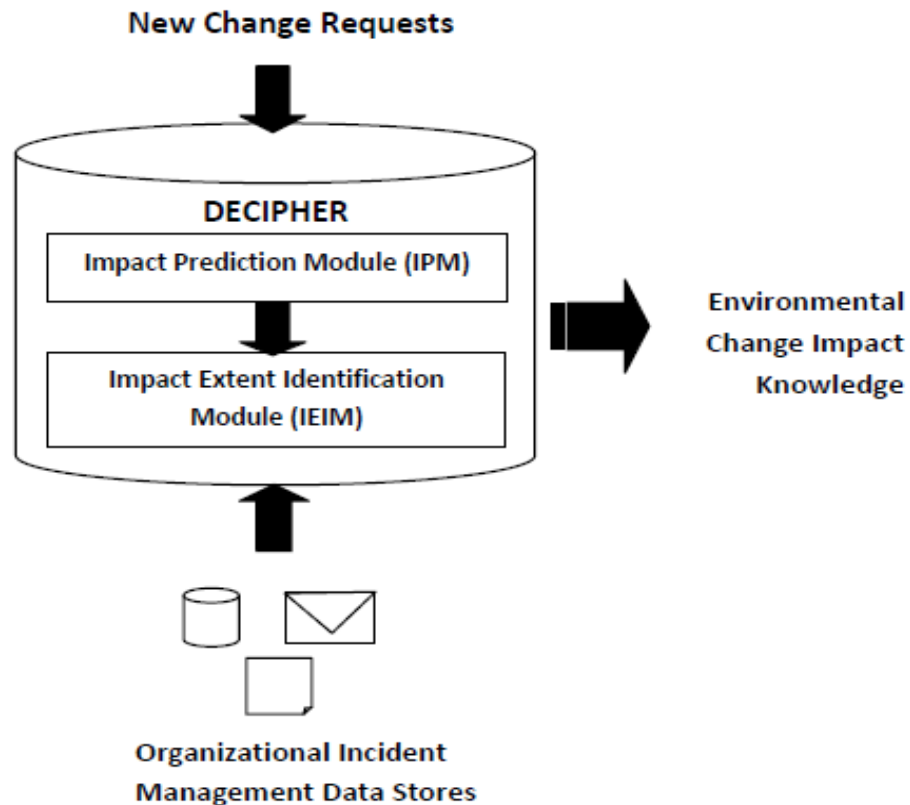 New Change Requests
DECIPHER
Impact Prediction Module (IPM)
Impact Extent Identification
Module (IEIM)
Environmental
Change Impact
Knowledge
Organizational Incident
Management Data Stores